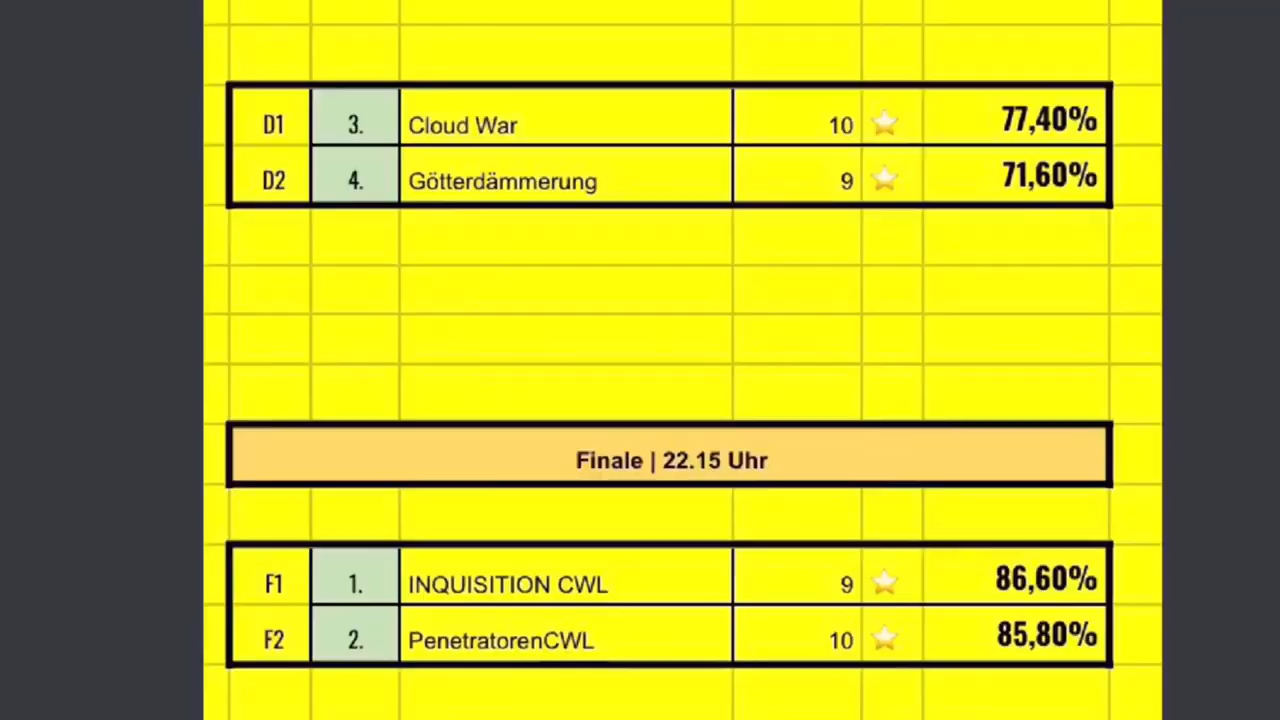 D1 3. Cloud War 10 ⭐ 77,40%
D2 4. Götterdämmerung 9 ⭐ 71,60%
Finale | 22.15 Uhr
F1 1. INQUISITION CWL 9 ⭐ 86,60%
F2 2. PenetratorenCWL 10 ⭐ 85,80%